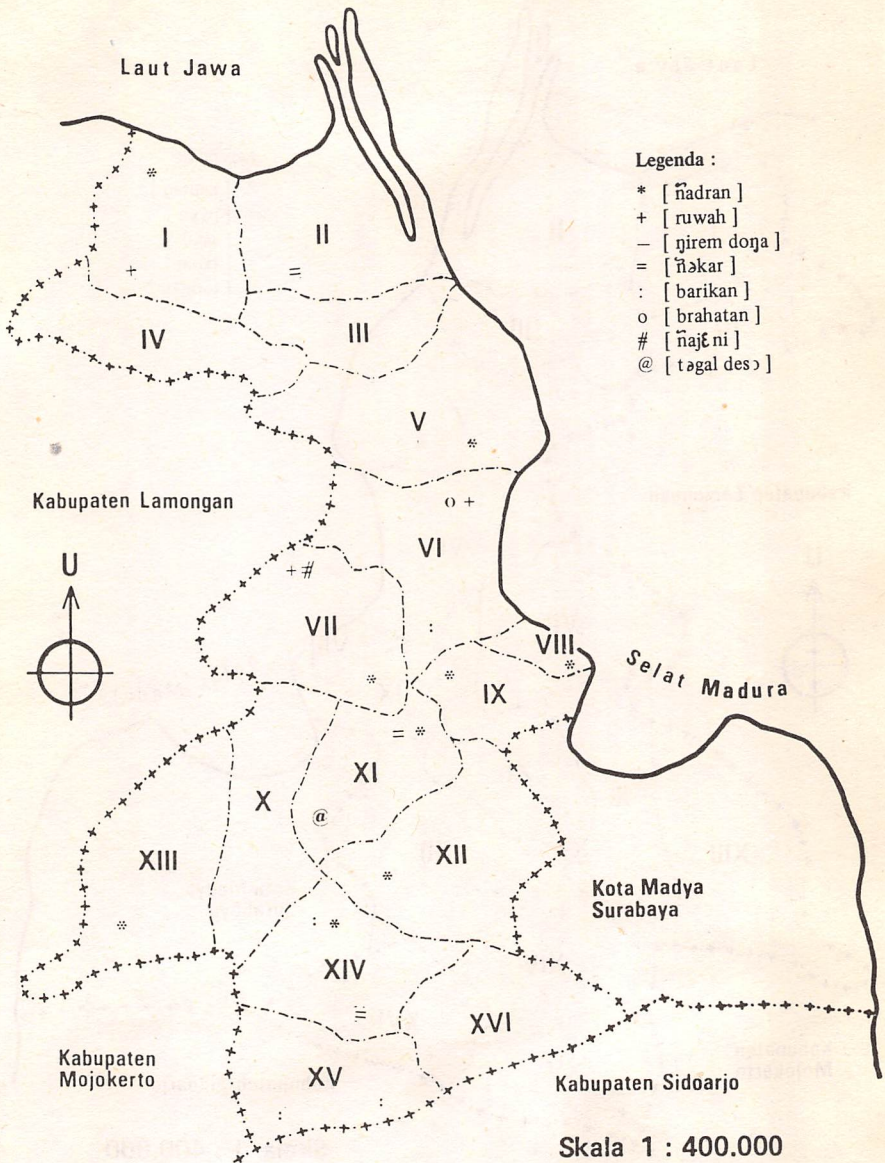 Laut Jawa
Legenda :
* [ ñadran ]
+ [ ruwah ]
– [ ŋirem doŋa ]
= [ ñəkar ]
: [ barikan ]
o [ brahatan ]
# [ ñajɛni ]
@ [ təgal desɔ ]
*
I
II
+
=
IV
III
V
*
Kabupaten Lamongan
o +
VI
U
+ #
VII
:
VIII
*
Selat Madura
*
*
IX
= *
XI
X
@
XIII
XII
*
Kota Madya
Surabaya
*
: *
XIV
XVI
Kabupaten
Mojokerto
XV
: :
Kabupaten Sidoarjo
Skala 1 : 400.000